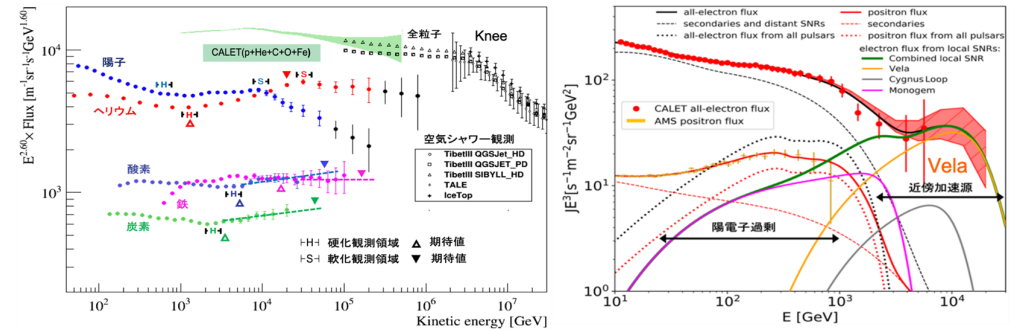 E^2.60 × Flux [m⁻²sr⁻¹s⁻¹GeV^1.60]
10⁴
10³
10²
10³
10⁴
10⁵
10⁶
10⁷
Kinetic energy [GeV]
陽子
ヘリウム
酸素
鉄
炭素
CALET(p+He+C+O+Fe)
全粒子
Knee
H
S
S
H
H
H
空気シャワー観測
TibetIII QGSJet_HD
TibetIII QGSJET_PD
TibetIII SIBYLL_HD
TALE
IceTop
H 硬化観測領域 期待値
S 軟化観測領域 期待値
JE³[s⁻¹m⁻²sr⁻¹GeV²]
10²
10¹
10⁰
10¹
10²
10³
10⁴
E [GeV]
all-electron flux
secondaries and distant SNRs
all-electron flux from all pulsars
positron flux
secondaries
positron flux from all pulsars
electron flux from local SNRs:
Combined local SNR
Vela
Cygnus Loop
Monogem
CALET all-electron flux
AMS positron flux
Vela
近傍加速源
陽電子過剰